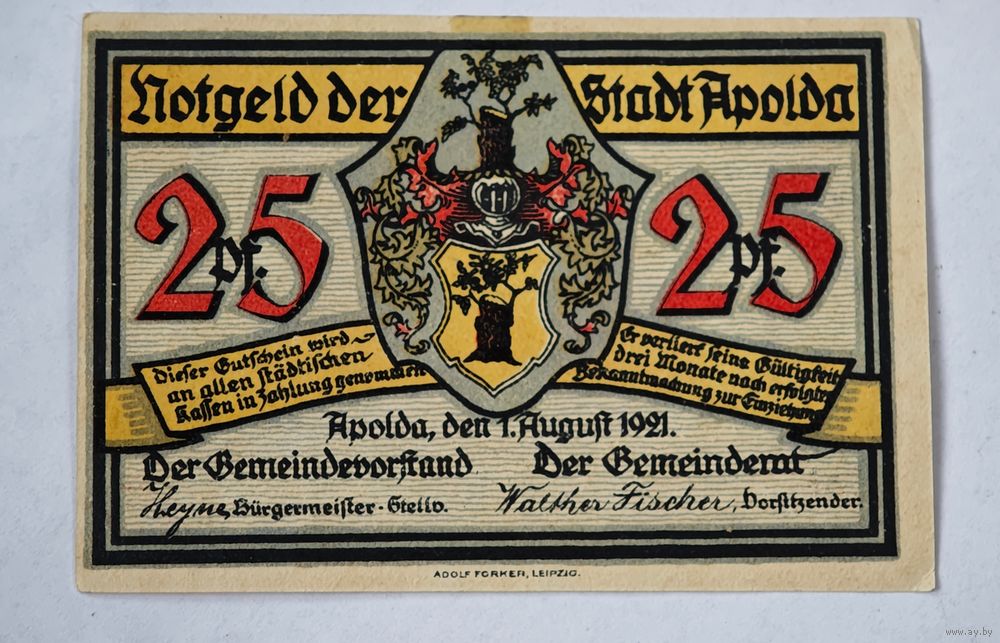 Notgeld der Stadt Apolda
25 Pf.
25 Pf.
Dieser Gutschein wird
an allen städtischen
Kassen in Zahlung genommen
Er verliert seine Gültigkeit
drei Monate nach erfolgter
Bekanntmachung zur Einziehung
Apolda, den 1. August 1921.
Der Gemeindevorstand Der Gemeinderat
Heyne, Bürgermeister-Stellv. Walther Fischer, Vorsitzender.
ADOLF FORKER, LEIPZIG.
www.ay.by